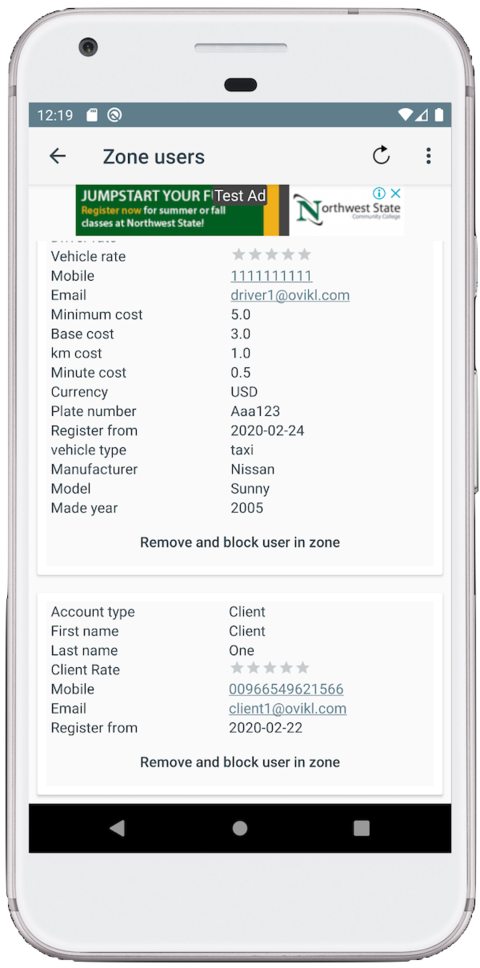 12:19
Zone users
JUMPSTART YOUR F
Test Ad
Register now for summer or fall
classes at Northwest State!
Northwest State
Community College
Vehicle rate
Mobile 1111111111
Email driver1@ovikl.com
Minimum cost 5.0
Base cost 3.0
km cost 1.0
Minute cost 0.5
Currency USD
Plate number Aaa123
Register from 2020-02-24
vehicle type taxi
Manufacturer Nissan
Model Sunny
Made year 2005
Remove and block user in zone
Account type Client
First name Client
Last name One
Client Rate
Mobile 00966549621566
Email client1@ovikl.com
Register from 2020-02-22
Remove and block user in zone